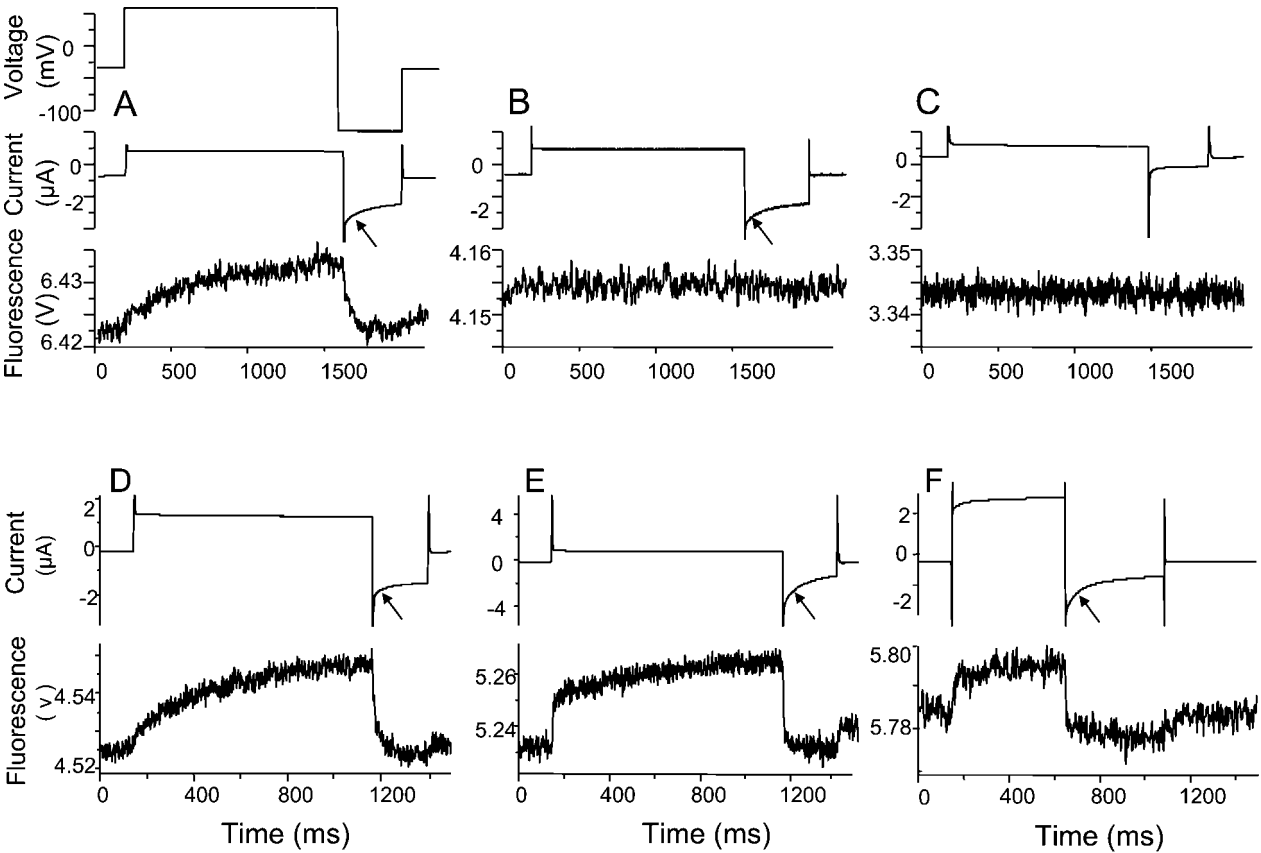 Voltage
(mV)
0
-100
A
B
C
Current
(µA)
0
-2
0
-2
0
-2
Fluorescence
(V)
6.43
6.42
4.16
4.15
3.35
3.34
0 500 1000 1500
0 500 1000 1500
0 500 1000 1500
D
E
F
Current
(µA)
2
0
-2
4
0
-4
2
0
-2
Fluorescence
( v)
4.54
4.52
5.26
5.24
5.80
5.78
0 400 800 1200
0 400 800 1200
0 400 800 1200
Time (ms)
Time (ms)
Time (ms)